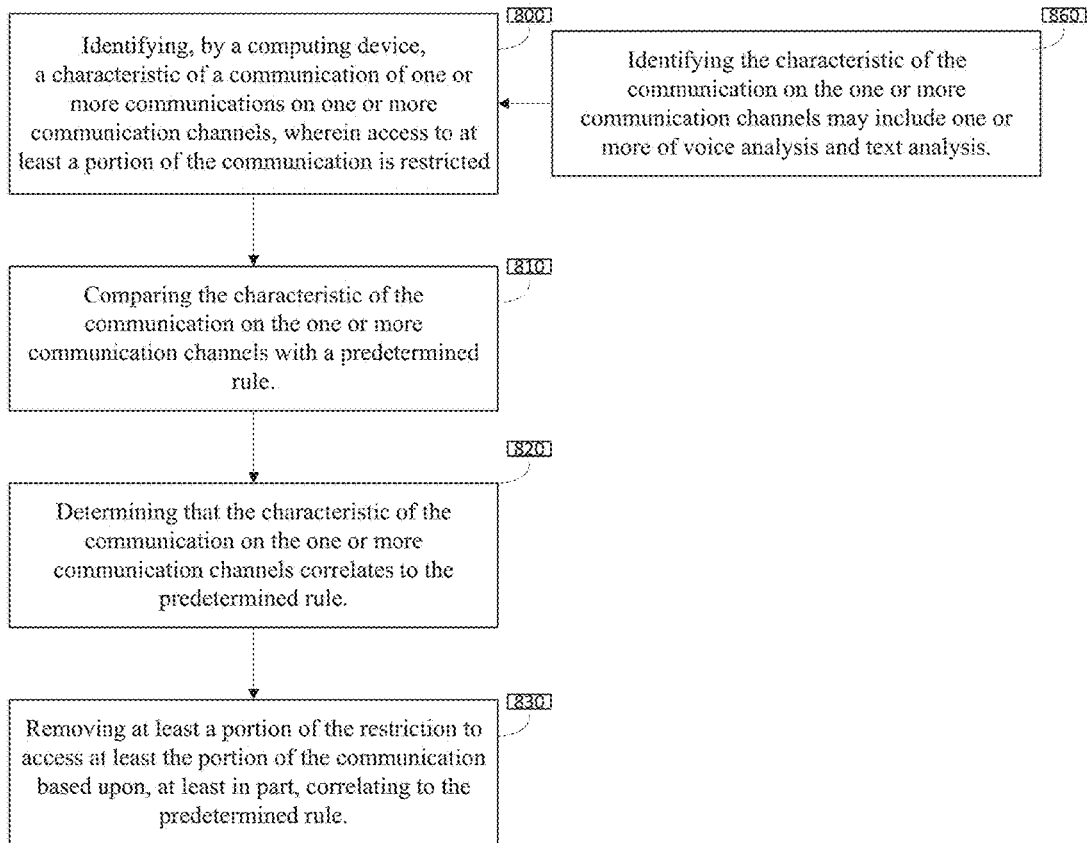 800
Identifying, by a computing device,
a characteristic of a communication of one or
more communications on one or more
communication channels, wherein access to at
least a portion of the communication is restricted
860
Identifying the characteristic of the
communication on the one or more
communication channels may include one or
more of voice analysis and text analysis.
810
Comparing the characteristic of the
communication on the one or more
communication channels with a predetermined
rule.
820
Determining that the characteristic of the
communication on the one or more
communication channels correlates to the
predetermined rule.
830
Removing at least a portion of the restriction to
access at least the portion of the communication
based upon, at least in part, correlating to the
predetermined rule.